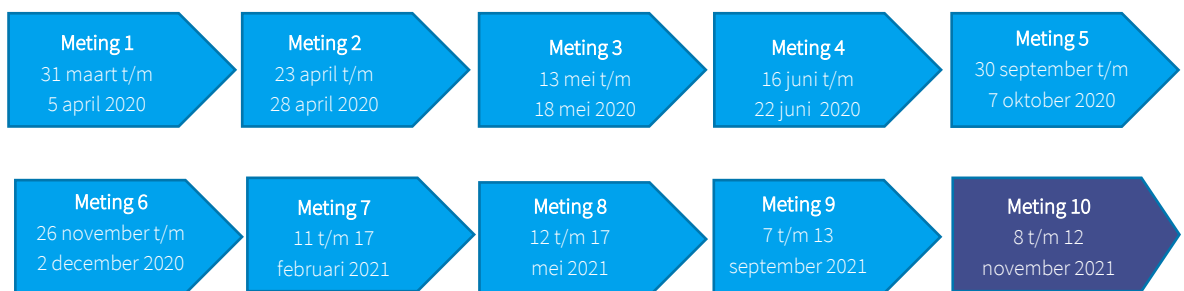 Meting 1
31 maart t/m
5 april 2020
Meting 2
23 april t/m
28 april 2020
Meting 3
13 mei t/m
18 mei 2020
Meting 4
16 juni t/m
22 juni 2020
Meting 5
30 september t/m
7 oktober 2020
Meting 6
26 november t/m
2 december 2020
Meting 7
11 t/m 17
februari 2021
Meting 8
12 t/m 17
mei 2021
Meting 9
7 t/m 13
september 2021
Meting 10
8 t/m 12
november 2021